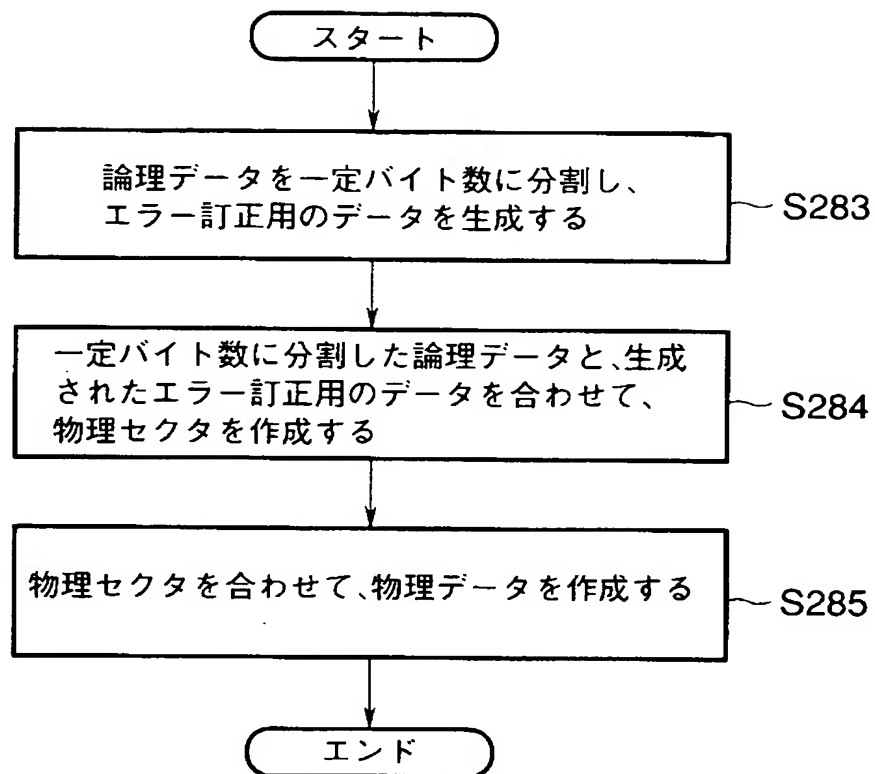 スタート
論理データを一定バイト数に分割し、
エラー訂正用のデータを生成する
S283
一定バイト数に分割した論理データと、生成
されたエラー訂正用のデータを合わせて、
物理セクタを作成する
S284
物理セクタを合わせて、物理データを作成する
S285
エンド